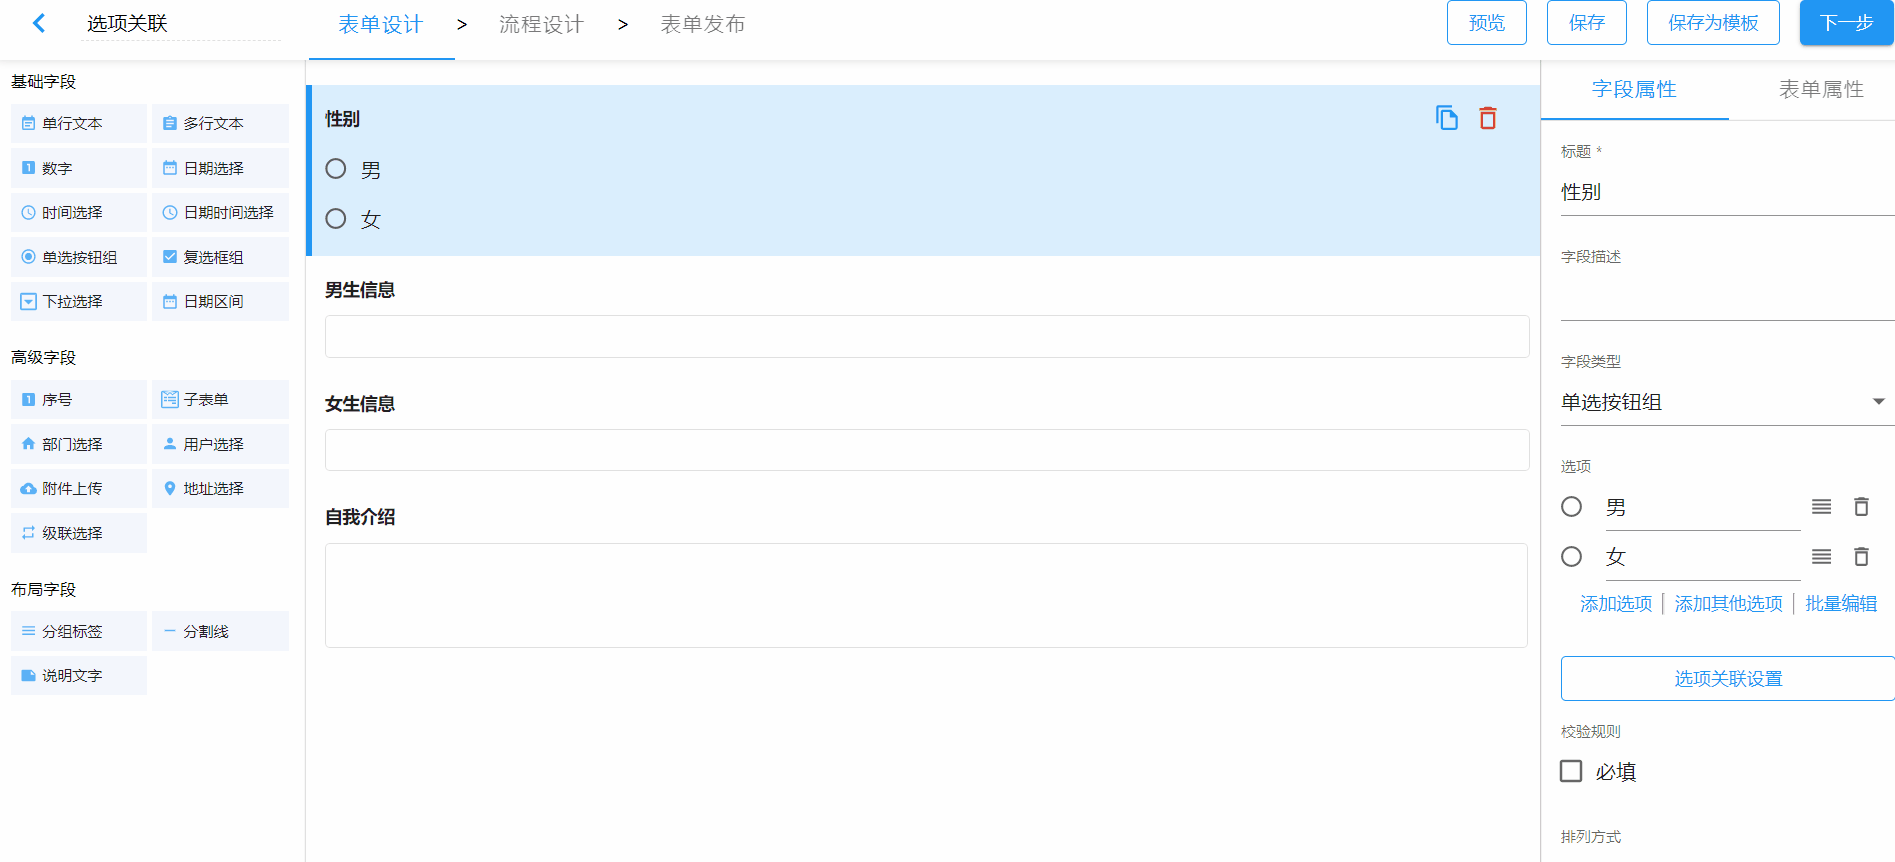 选项关联
表单设计 > 流程设计 > 表单发布
预览 保存 保存为模板 下一步
基础字段
单行文本 多行文本
数字 日期选择
时间选择 日期时间选择
单选按钮组 复选框组
下拉选择 日期区间
高级字段
序号 子表单
部门选择 用户选择
附件上传 地址选择
级联选择
布局字段
分组标签 分割线
说明文字
性别
男
女
男生信息
女生信息
自我介绍
字段属性 表单属性
标题 *
性别
字段描述
字段类型
单选按钮组
选项
男
女
添加选项 | 添加其他选项 | 批量编辑
选项关联设置
校验规则
必填
排列方式